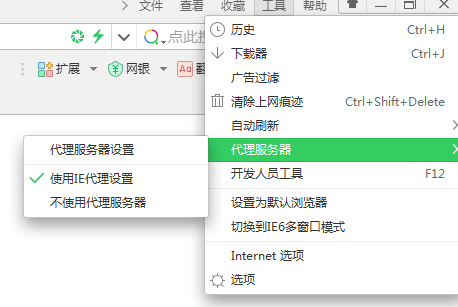 文件 查看 收藏 工具 帮助
点此搜
扩展 网银 翻
历史 Ctrl+H
下载器 Ctrl+J
广告过滤
清除上网痕迹 Ctrl+Shift+Delete
自动刷新
代理服务器
开发人员工具 F12
设置为默认浏览器
切换到IE6多窗口模式
Internet 选项
选项
代理服务器设置
使用IE代理设置
不使用代理服务器